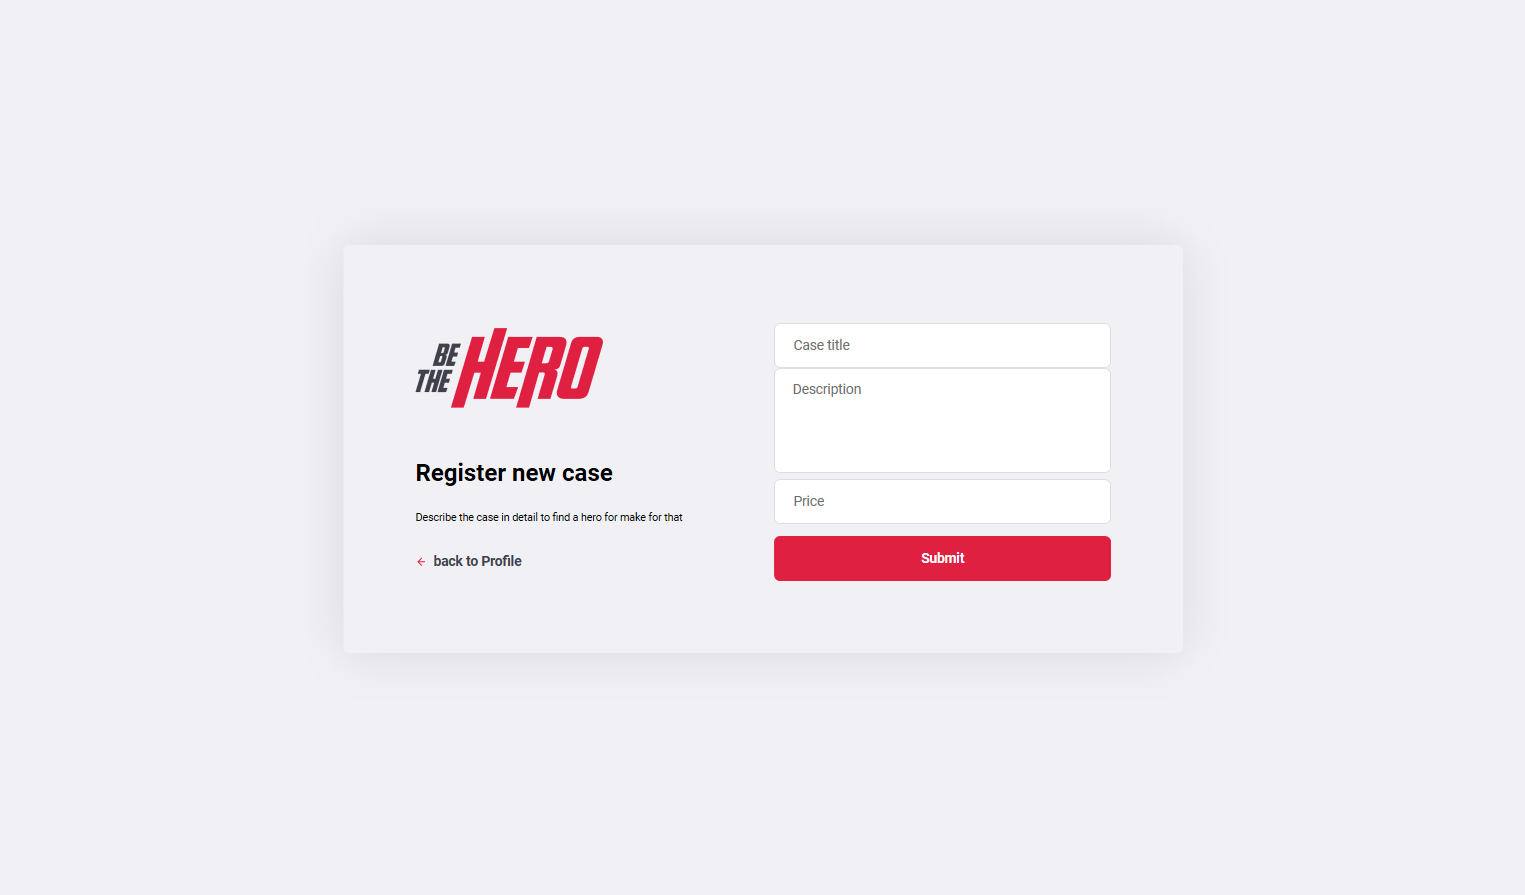 BE
THE HERO
Register new case
Describe the case in detail to find a hero for make for that
back to Profile
Case title
Description
Price
Submit